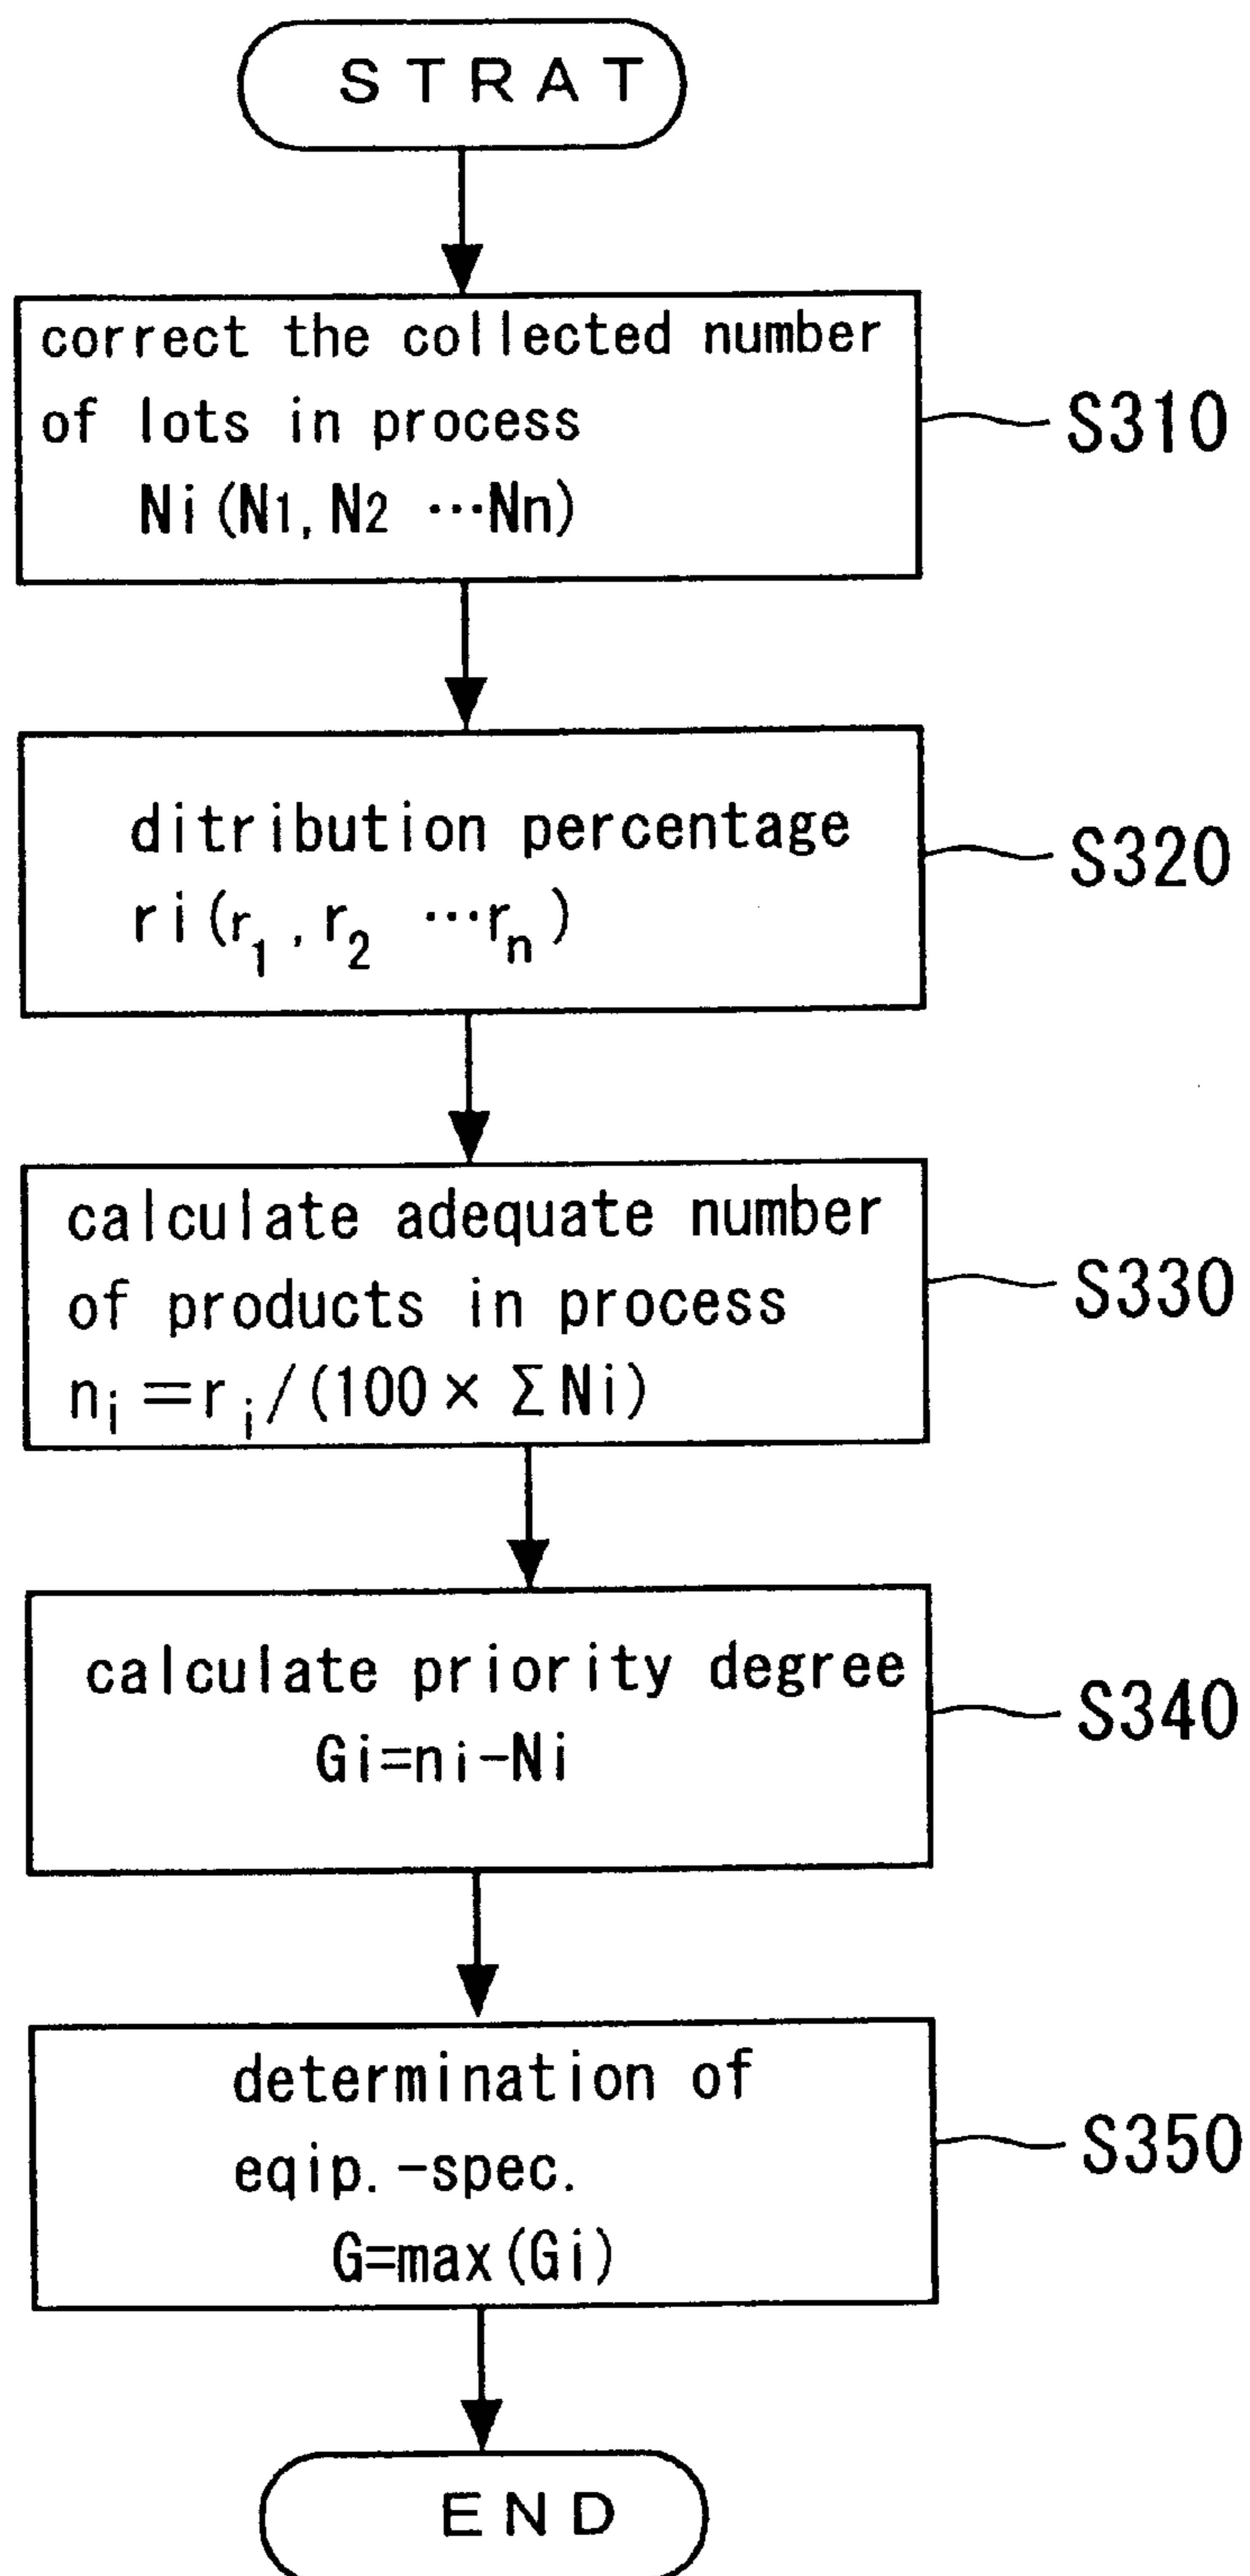 STRAT
correct the collected number
of lots in process
Ni(N1,N2 ···Nn)
S310
ditribution percentage
ri(r₁,r₂ ···rₙ)
S320
calculate adequate number
of products in process
nᵢ=rᵢ/(100×ΣNi)
S330
calculate priority degree
Gi=ni-Ni
S340
determination of
eqip.-spec.
G=max(Gi)
S350
END